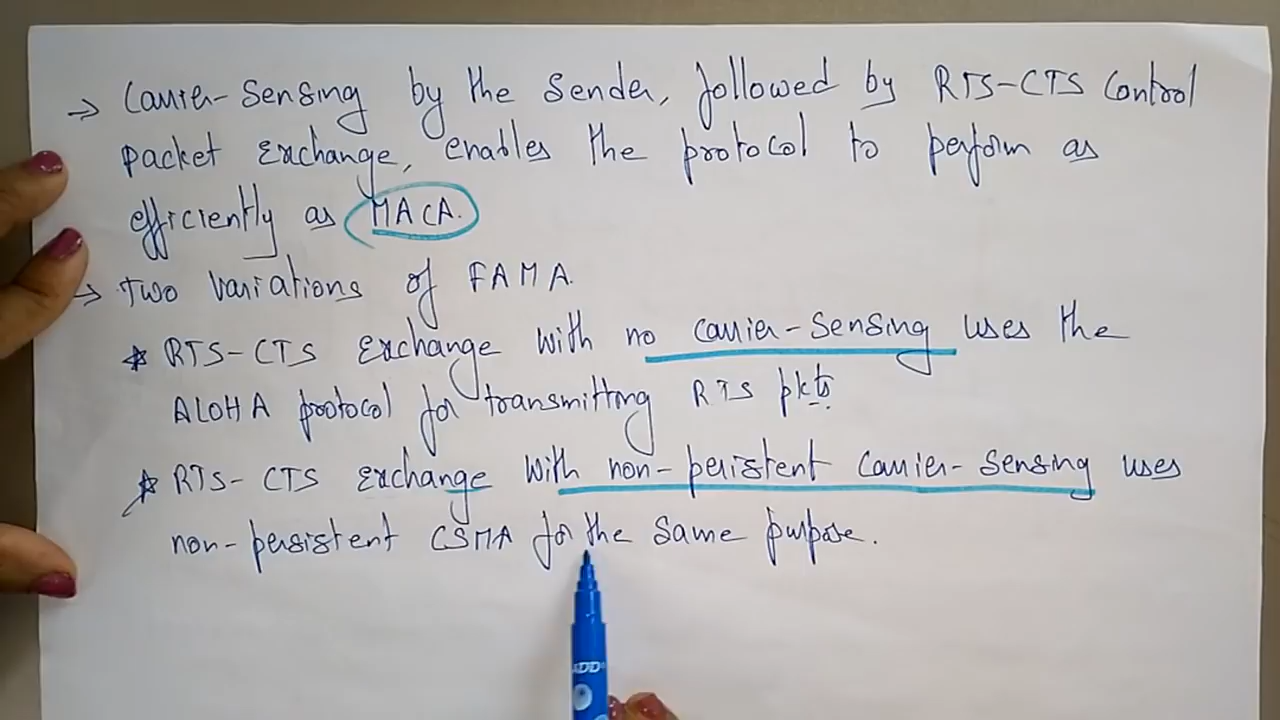 → Carrier-Sensing by the Sender, followed by RTS-CTS Control
packet Exchange, enables the protocol to perform as
efficiently as MACA.
→ Two variations of FAMA.
* RTS-CTS Exchange with no carrier-sensing uses the
ALOHA protocol for transmitting RTS pkts.
* RTS-CTS Exchange with non-peristent Carrier-Sensing uses
non-persistent CSMA for the same purpose.
ADD